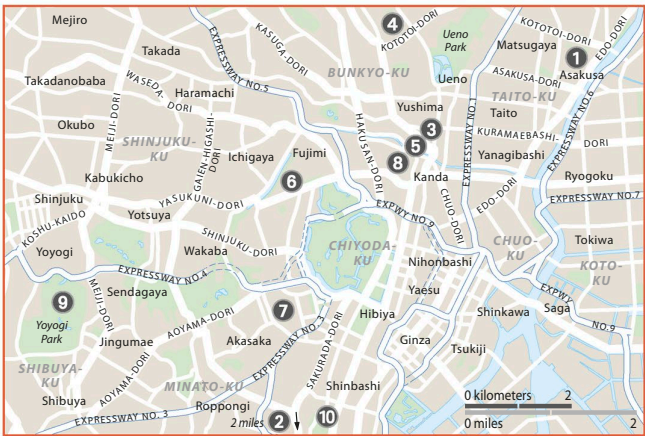 Mejiro
Takada
Takadanobaba
WASEDA-
DORI
Haramachi
Okubo
MEIJI-DORI
SHINJUKU-
KU
GAIEN-HIGASHI-
DORI
Ichigaya
Kabukicho
Shinjuku
YASUKUNI-DORI
KOSHU-KAIDO
Yotsuya
Yoyogi
SHINJUKU-DORI
Wakaba
EXPRESSWAY NO.4
9
Yoyogi
Park
MEIJI-DORI
Sendagaya
AOYAMA-DORI
Jingumae
SHIBUYA-
KU
AOYAMA-DORI
Shibuya
EXPRESSWAY NO. 3
MINATO-KU
Roppongi
Akasaka
7
EXPRESSWAY NO. 3
2 miles
2
10
SAKURADA-DORI
Shinbashi
Hibiya
EXPRESSWAY NO.5
KASUGA-DORI
4
KOTOTOI-DORI
Ueno
Park
BUNKYO-KU
Ueno
HAKUSAN-DORI
Yushima
3
5
8
Fujimi
6
Kanda
EXPWY NO.9
CHIYODA-
KU
KOTOTOI-DORI
EDO-DORI
Matsugaya
1
Asakusa
ASAKUSA-DORI
TAITO-KU
Taito
EXPRESSWAY NO.1
EXPRESSWAY NO.6
KURAMAEBASHI-
DORI
Yanagibashi
Ryogoku
EXPRESSWAY NO.7
CHUO-DORI
EDO-DORI
CHUO-
KU
Tokiwa
KOTO-
KU
Nihonbashi
Yaesu
EXPWY
NO.9
Saga
Shinkawa
Ginza
Tsukiji
0 kilometers 2
0 miles 2